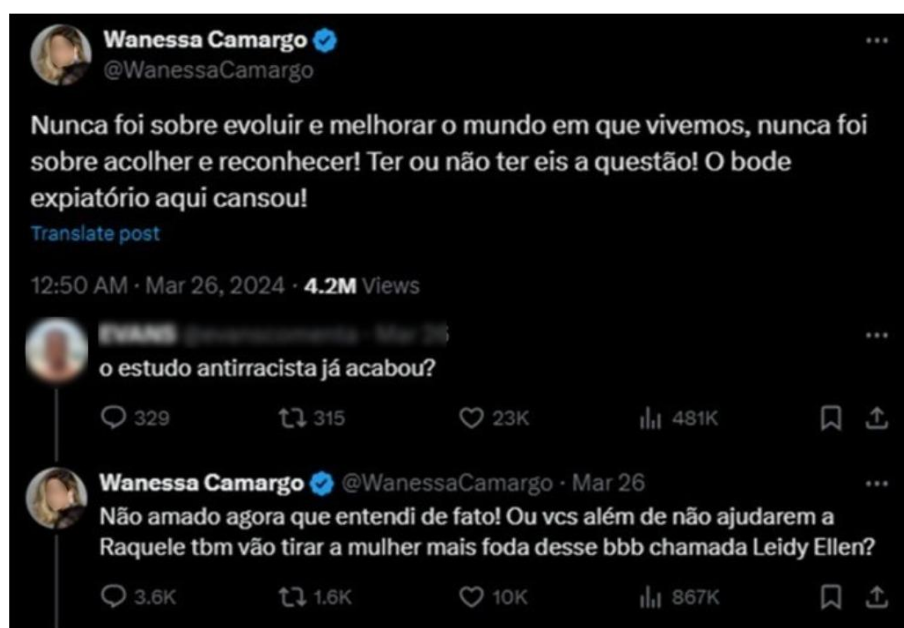 Wanessa Camargo
@WanessaCamargo
Nunca foi sobre evoluir e melhorar o mundo em que vivemos, nunca foi
sobre acolher e reconhecer! Ter ou não ter eis a questão! O bode
expiatório aqui cansou!
Translate post
12:50 AM · Mar 26, 2024 · 4.2M Views
o estudo antirracista já acabou?
329 315 23K 481K
Wanessa Camargo @WanessaCamargo · Mar 26
Não amado agora que entendi de fato! Ou vcs além de não ajudarem a
Raquele tbm vão tirar a mulher mais foda desse bbb chamada Leidy Ellen?
3.6K 1.6K 10K 867K